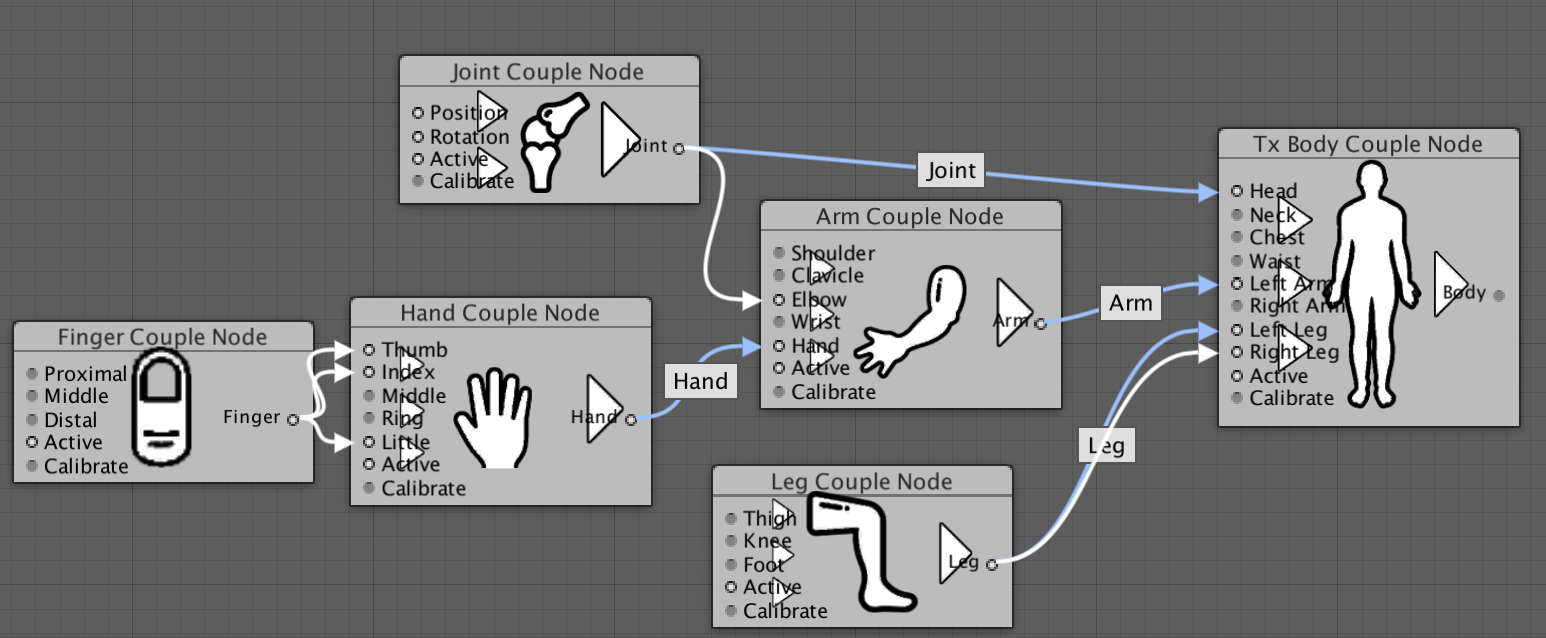 Joint Couple Node
Position
Rotation
Active
Calibrate
Joint
Joint
Tx Body Couple Node
Head
Neck
Chest
Waist
Left Arm
Right Arm
Left Leg
Right Leg
Active
Calibrate
Body
Arm Couple Node
Shoulder
Clavicle
Elbow
Wrist
Hand
Active
Calibrate
Arm
Arm
Hand Couple Node
Thumb
Index
Middle
Ring
Little
Active
Calibrate
Hand
Hand
Finger Couple Node
Proximal
Middle
Distal
Active
Calibrate
Finger
Leg Couple Node
Thigh
Knee
Foot
Active
Calibrate
Leg
Leg